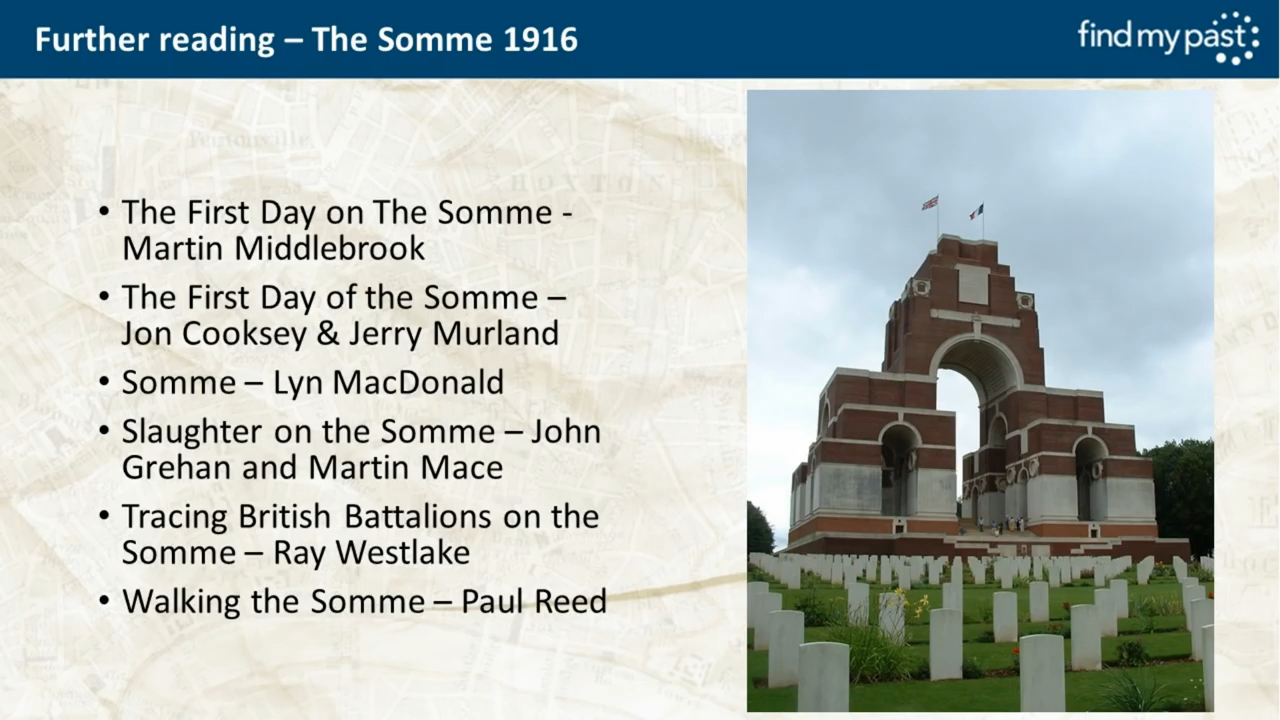 Further reading – The Somme 1916
findmypast
• The First Day on The Somme -
Martin Middlebrook
• The First Day of the Somme –
Jon Cooksey & Jerry Murland
• Somme – Lyn MacDonald
• Slaughter on the Somme – John
Grehan and Martin Mace
• Tracing British Battalions on the
Somme – Ray Westlake
• Walking the Somme – Paul Reed
HOXTON